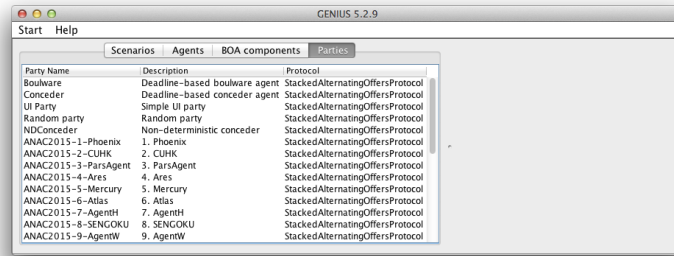 GENIUS 5.2.9
Start Help
Scenarios Agents BOA components Parties
Party Name Description Protocol
Boulware Deadline-based boulware agent StackedAlternatingOffersProtocol
Conceder Deadline-based conceder agent StackedAlternatingOffersProtocol
UI Party Simple UI party StackedAlternatingOffersProtocol
Random party Random party StackedAlternatingOffersProtocol
NDConceder Non-deterministic conceder StackedAlternatingOffersProtocol
ANAC2015-1-Phoenix 1. Phoenix StackedAlternatingOffersProtocol
ANAC2015-2-CUHK 2. CUHK StackedAlternatingOffersProtocol
ANAC2015-3-ParsAgent 3. ParsAgent StackedAlternatingOffersProtocol
ANAC2015-4-Ares 4. Ares StackedAlternatingOffersProtocol
ANAC2015-5-Mercury 5. Mercury StackedAlternatingOffersProtocol
ANAC2015-6-Atlas 6. Atlas StackedAlternatingOffersProtocol
ANAC2015-7-AgentH 7. AgentH StackedAlternatingOffersProtocol
ANAC2015-8-SENGOKU 8. SENGOKU StackedAlternatingOffersProtocol
ANAC2015-9-AgentW 9. AgentW StackedAlternatingOffersProtocol